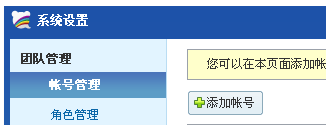 系统设置
团队管理
帐号管理
角色管理
您可以在本页面添加帐
添加帐号